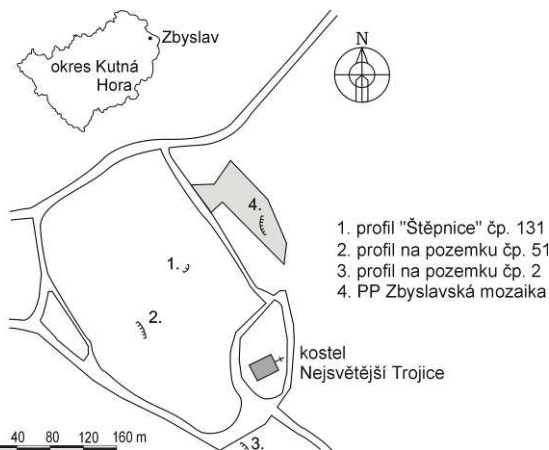 Zbyslav
okres Kutná
Hora
N
4.
1. profil "Štěpnice" čp. 131
2. profil na pozemku čp. 51
3. profil na pozemku čp. 2
4. PP Zbyslavská mozaika
1.
2.
kostel
Nejsvětější Trojice
40 80 120 160 m
3.